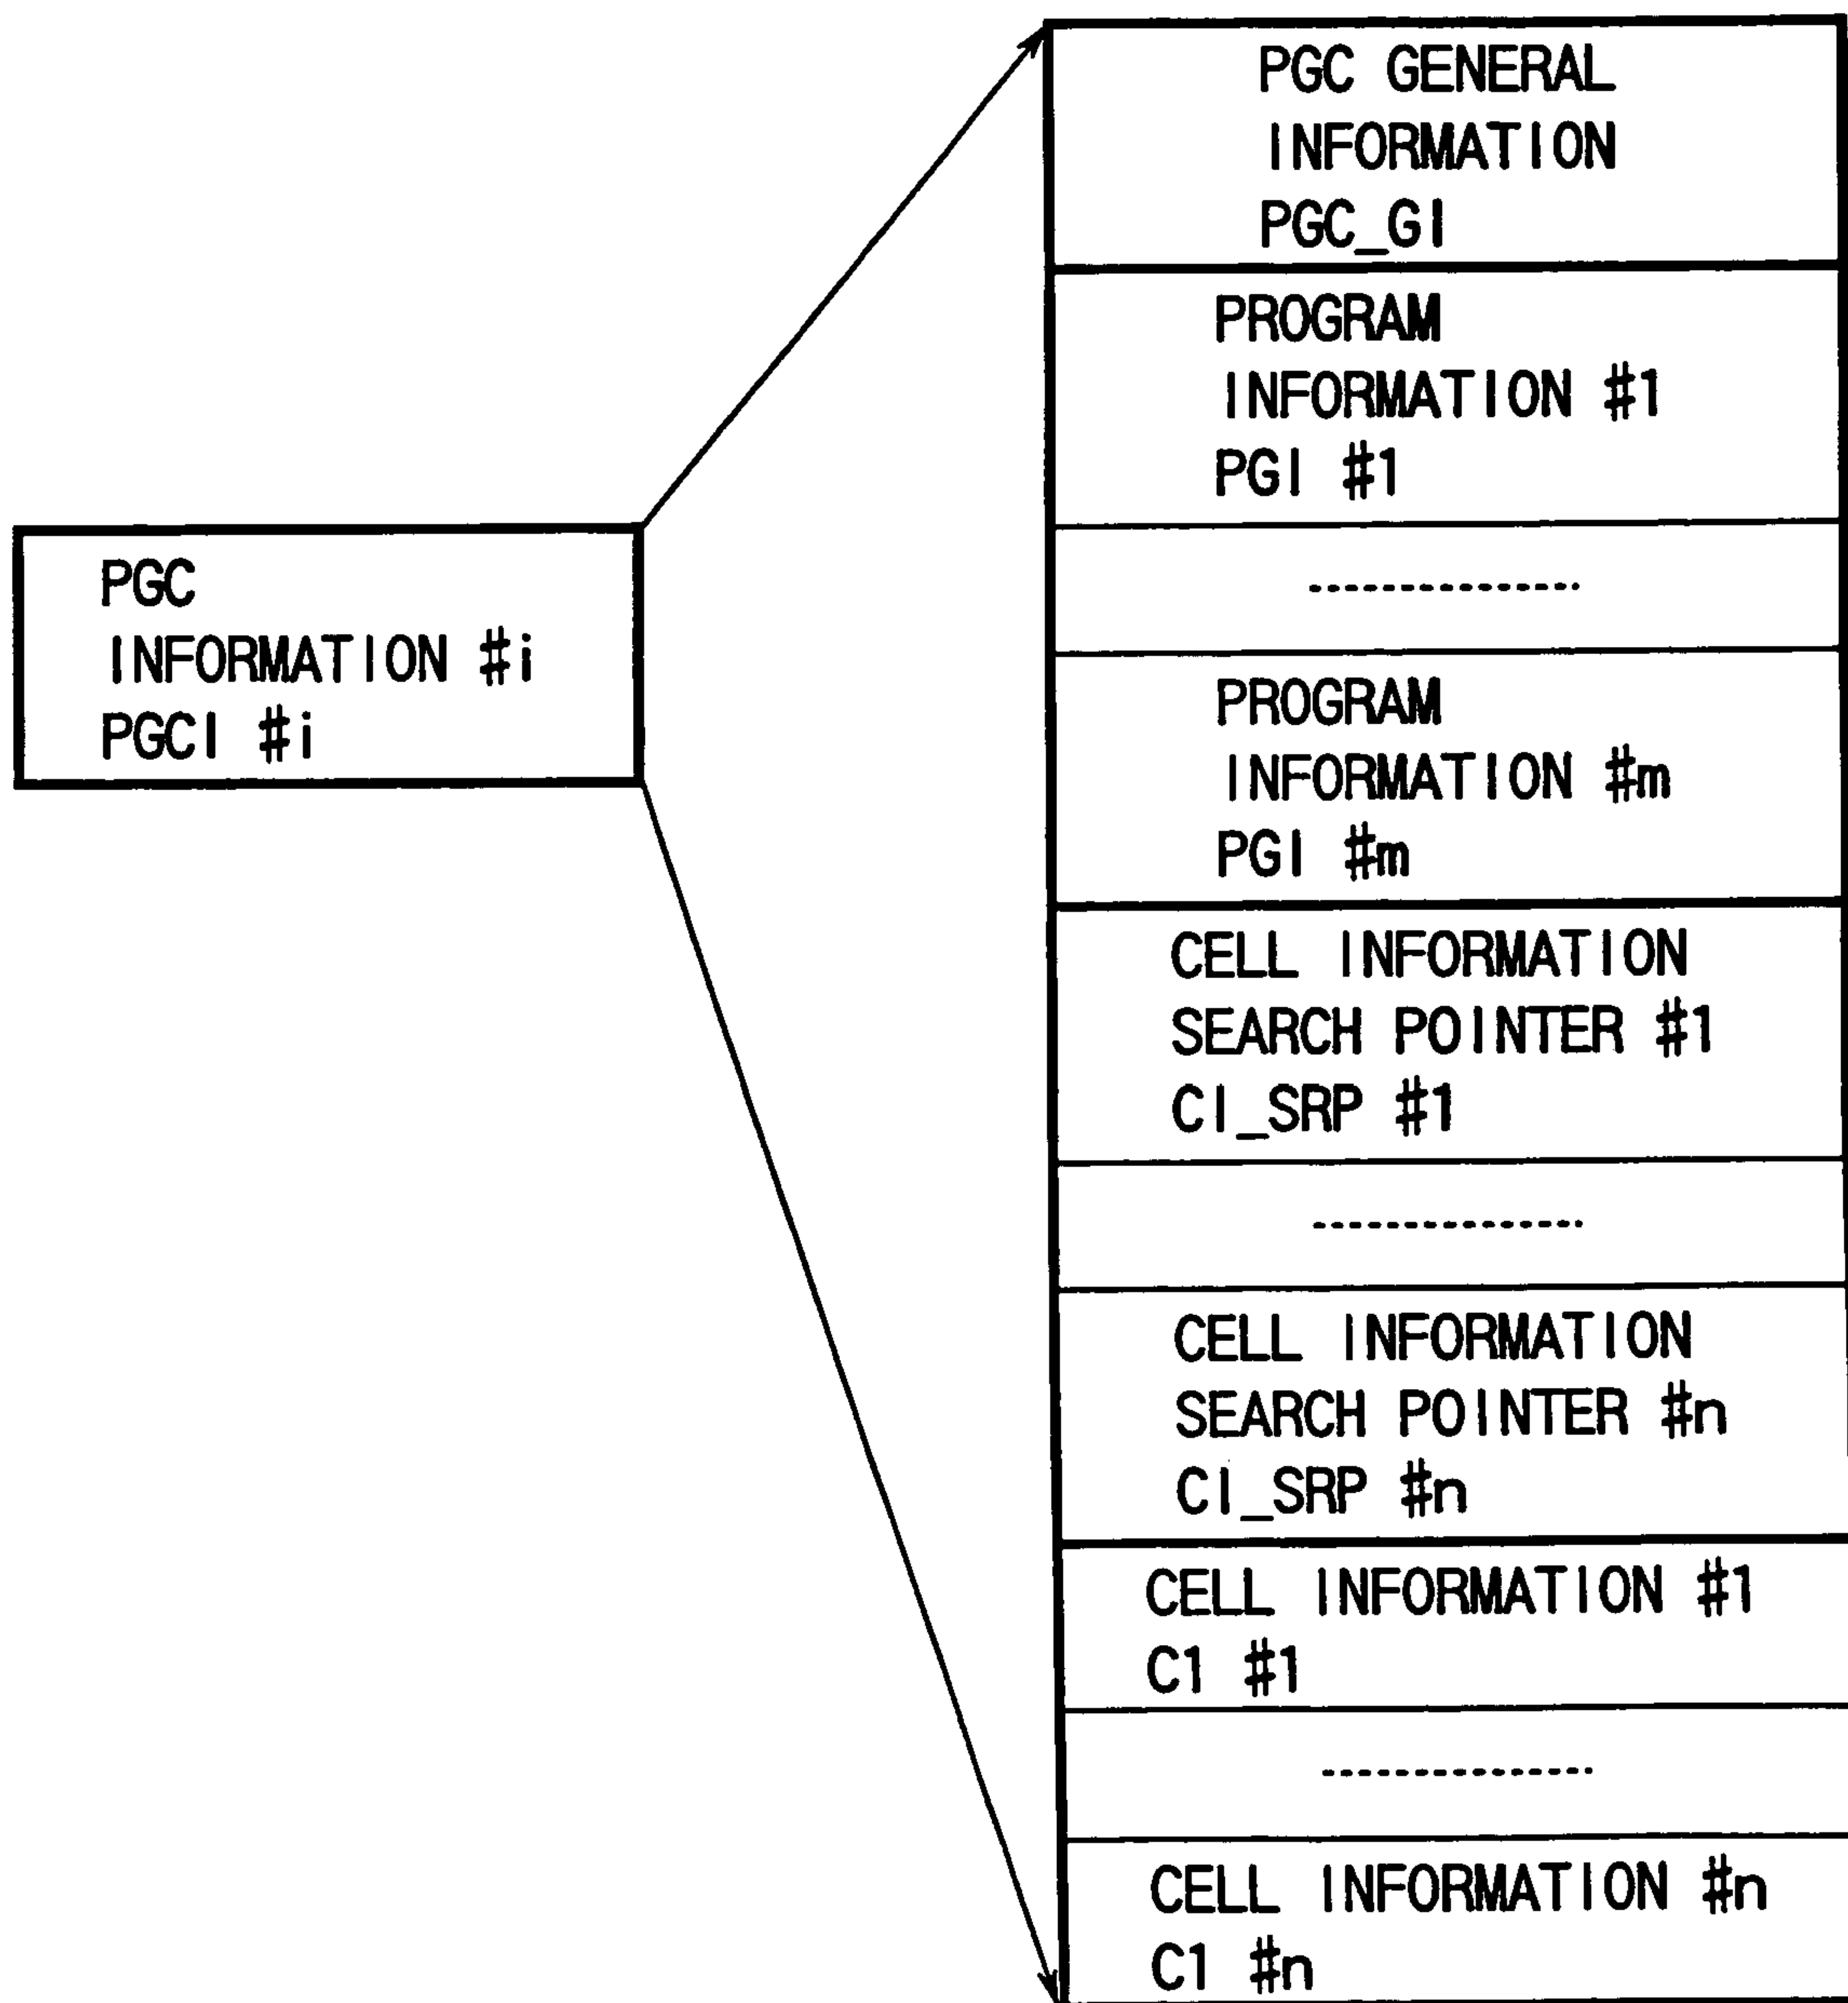 PGC GENERAL
INFORMATION
PGC_GI
PROGRAM
INFORMATION #1
PGI #1
PGC
INFORMATION #i
PGCI #i
PROGRAM
INFORMATION #m
PGI #m
CELL INFORMATION
SEARCH POINTER #1
CI_SRP #1
CELL INFORMATION
SEARCH POINTER #n
CI_SRP #n
CELL INFORMATION #1
C1 #1
CELL INFORMATION #n
C1 #n